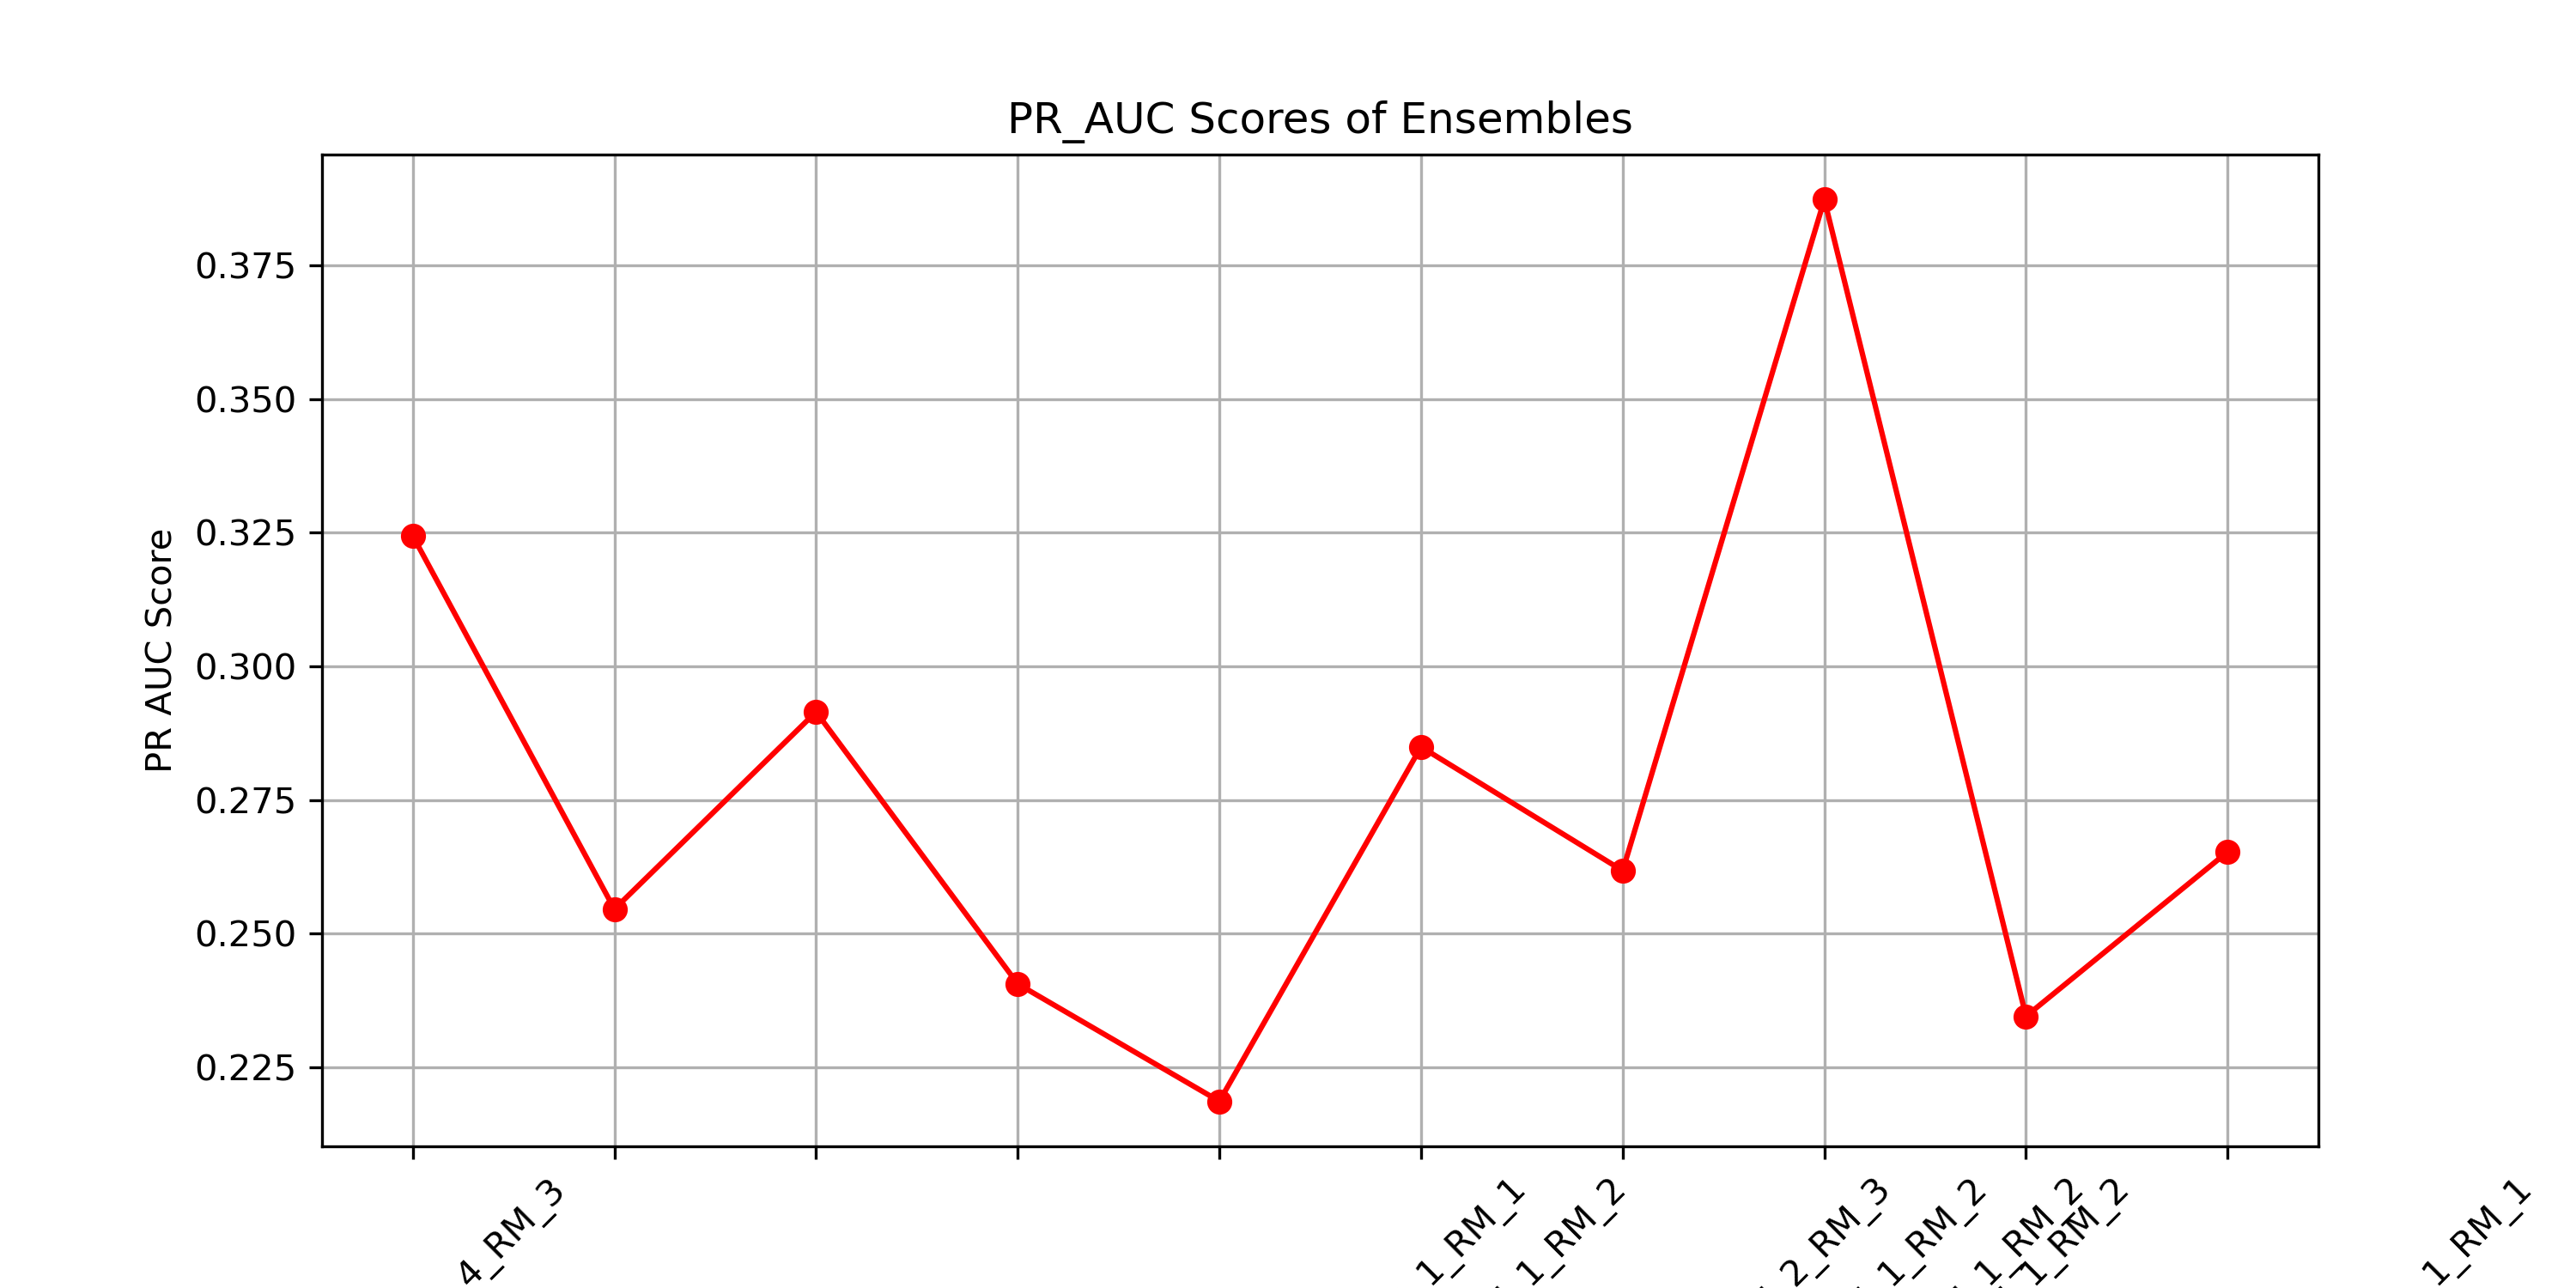 PR_AUC Scores of Ensembles
PR AUC Score
0.375
0.350
0.325
0.300
0.275
0.250
0.225
4_RM_3
1_RM_1
1_RM_2
2_RM_3
1_RM_2
1_RM_2
1_RM_2
1_RM_1